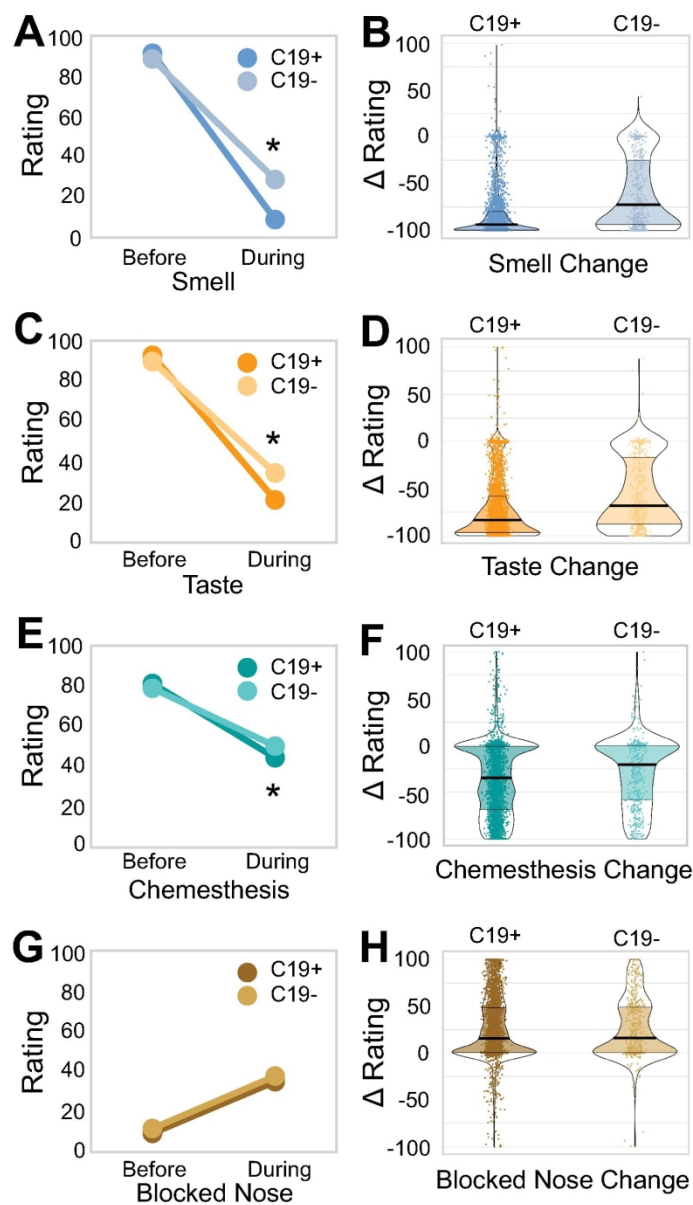 A
100
80
60
40
20
0
Rating
C19+
C19-
*
Before During
Smell
B
C19+ C19-
100
50
0
-50
-100
Δ Rating
Smell Change
C
100
80
60
40
20
0
Rating
C19+
C19-
*
Before During
Taste
D
C19+ C19-
100
50
0
-50
-100
Δ Rating
Taste Change
E
100
80
60
40
20
0
Rating
C19+
C19-
*
Before During
Chemesthesis
F
C19+ C19-
100
50
0
-50
-100
Δ Rating
Chemesthesis Change
G
100
80
60
40
20
0
Rating
C19+
C19-
Before During
Blocked Nose
H
C19+ C19-
100
50
0
-50
-100
Δ Rating
Blocked Nose Change